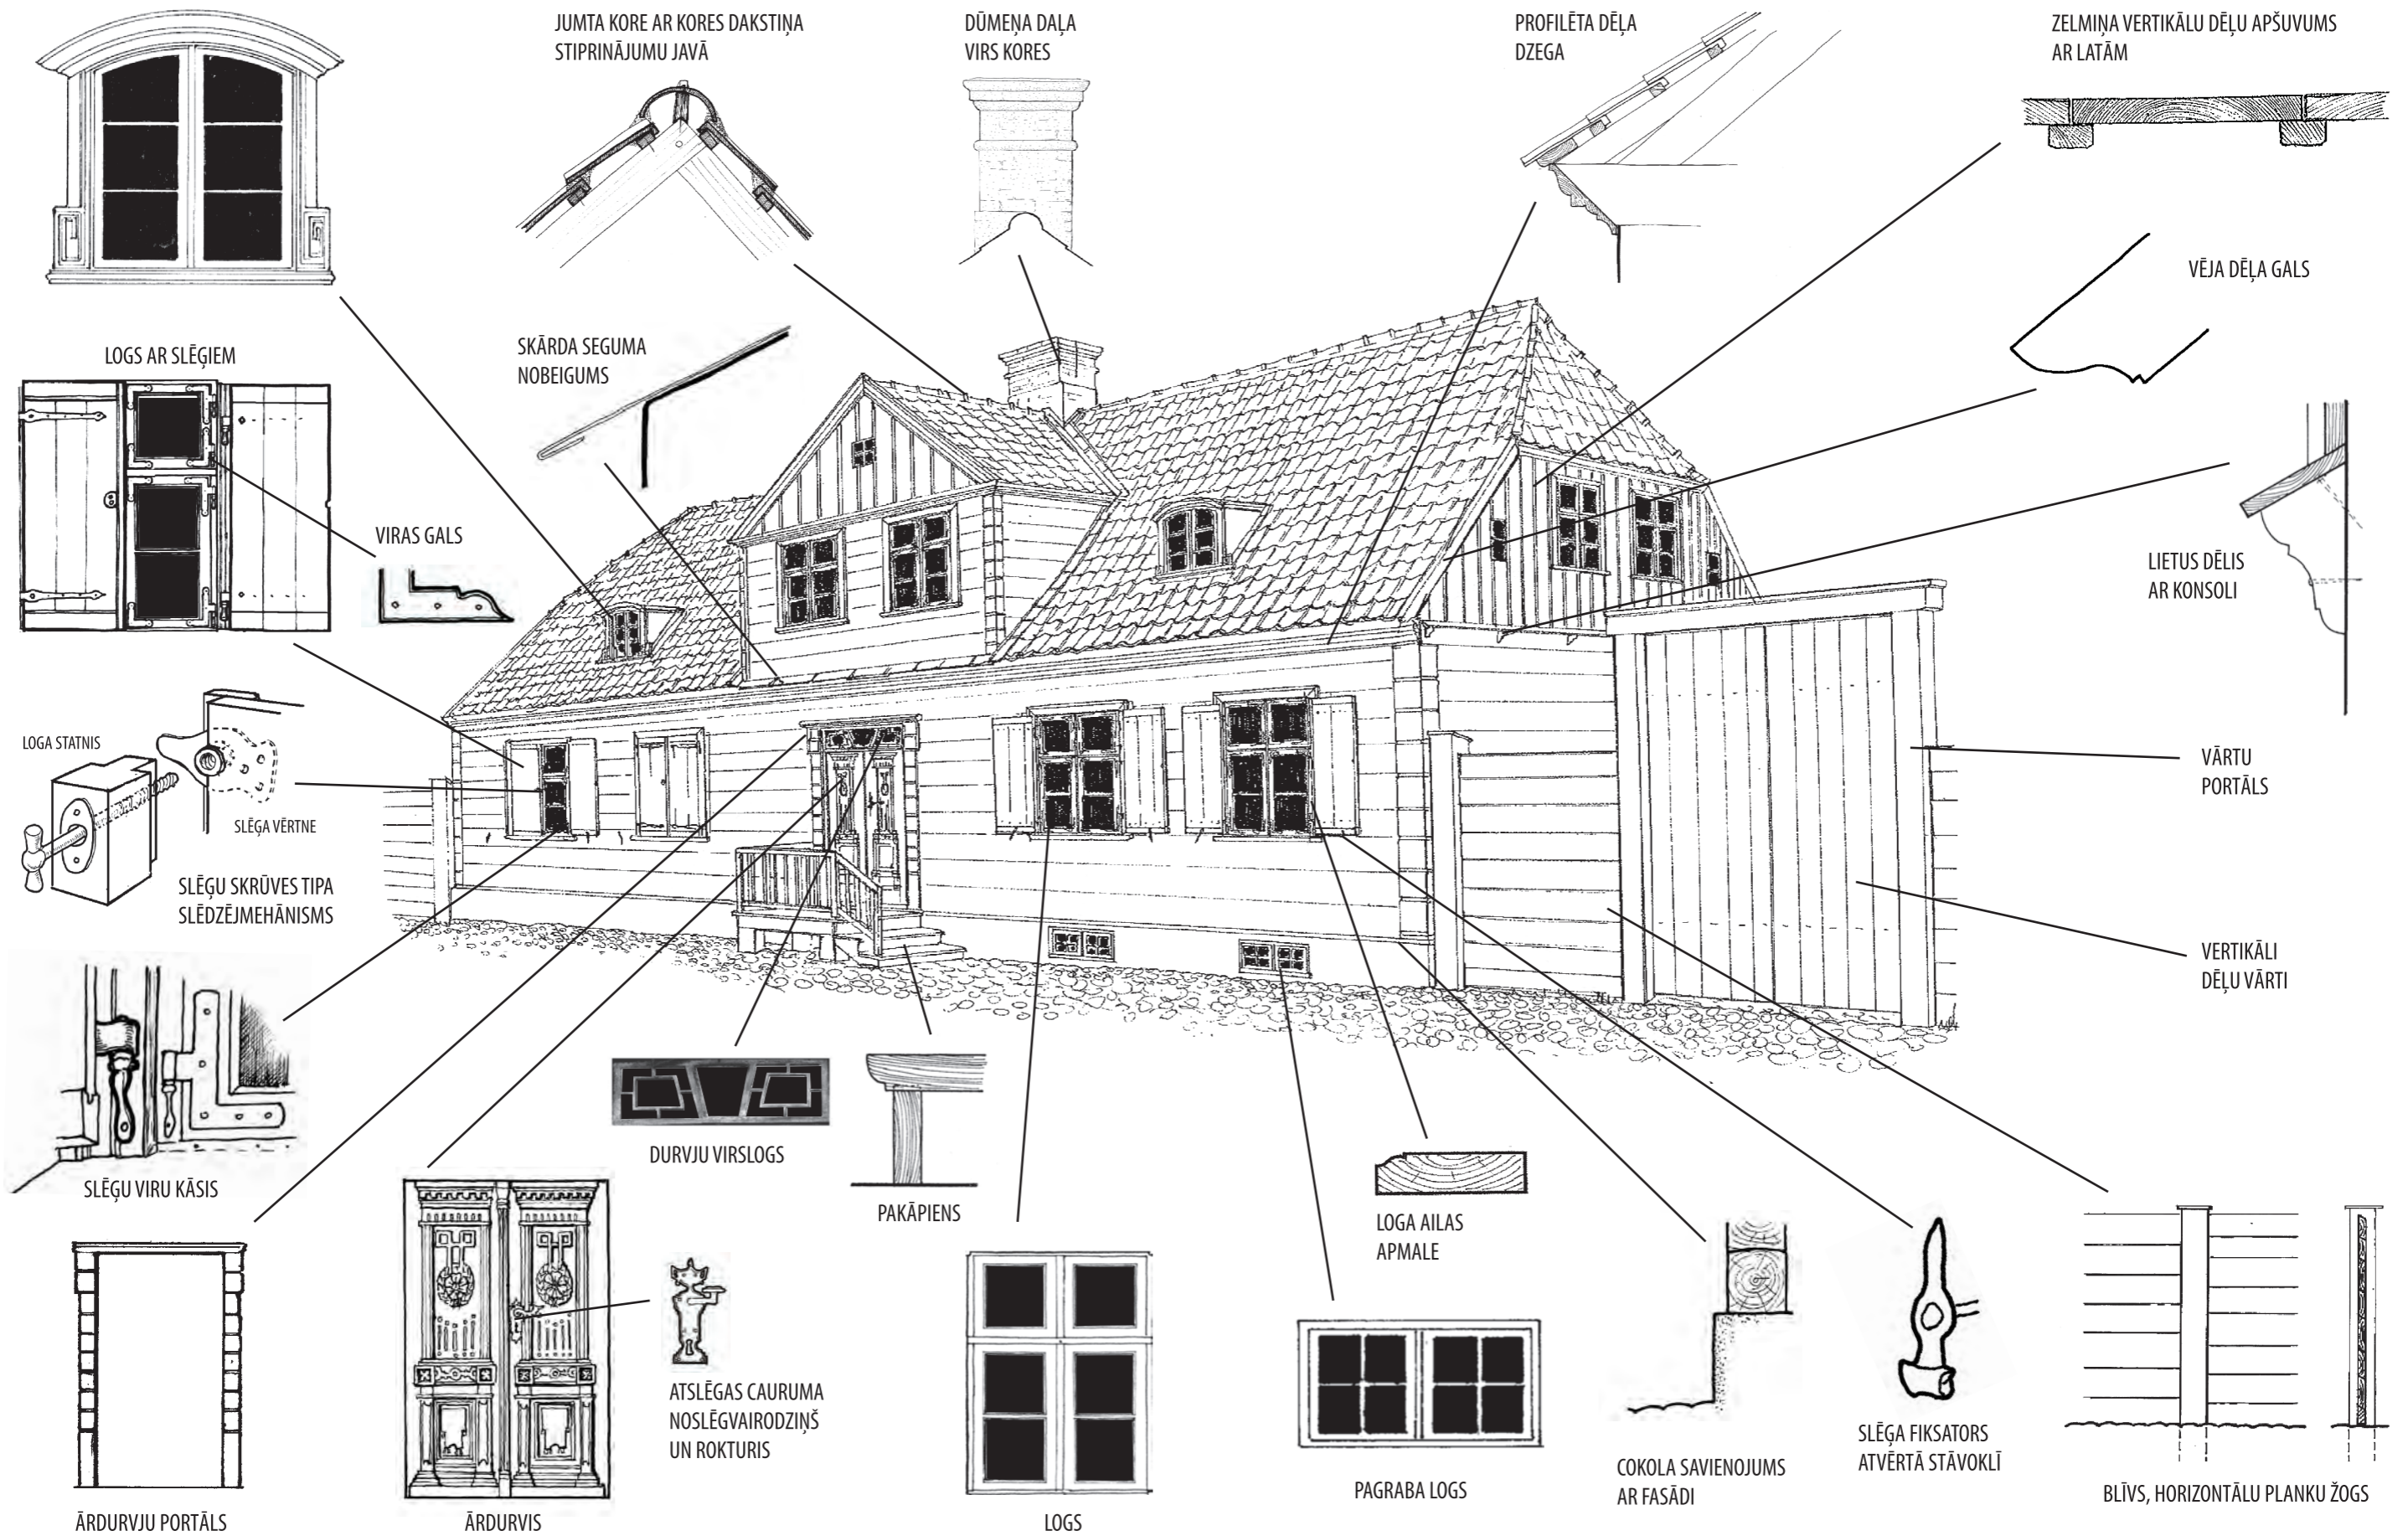 JUMTA KORE AR KORES DAKSTIŅA
STIPRINĀJUMU JAVĀ
DŪMEŅA DAĻA
VIRS KORES
PROFILĒTA DĒĻA
DZEGA
ZELMIŅA VERTIKĀLU DĒĻU APŠUVUMS
AR LATĀM
VĒJA DĒĻA GALS
LOGS AR SLĒĢIEM
SKĀRDA SEGUMA
NOBEIGUMS
VIRAS GALS
LIETUS DĒLIS
AR KONSOLI
LOGA STATNIS
SLĒĢA VĒRTNE
SLĒĢU SKRŪVES TIPA
SLĒDZĒJMEHĀNISMS
VĀRTU
PORTĀLS
VERTIKĀLI
DĒĻU VĀRTI
SLĒĢU VIRU KĀSIS
DURVJU VIRSLOGS
PAKĀPIENS
LOGA AILAS
APMALE
ATSLĒGAS CAURUMA
NOSLĒGVAIRODZIŅŠ
UN ROKTURIS
ĀRDURVJU PORTĀLS
ĀRDURVIS
LOGS
PAGRABA LOGS
COKOLA SAVIENOJUMS
AR FASĀDI
SLĒĢA FIKSATORS
ATVĒRTĀ STĀVOKLĪ
BLĪVS, HORIZONTĀLU PLANKU ŽOGS